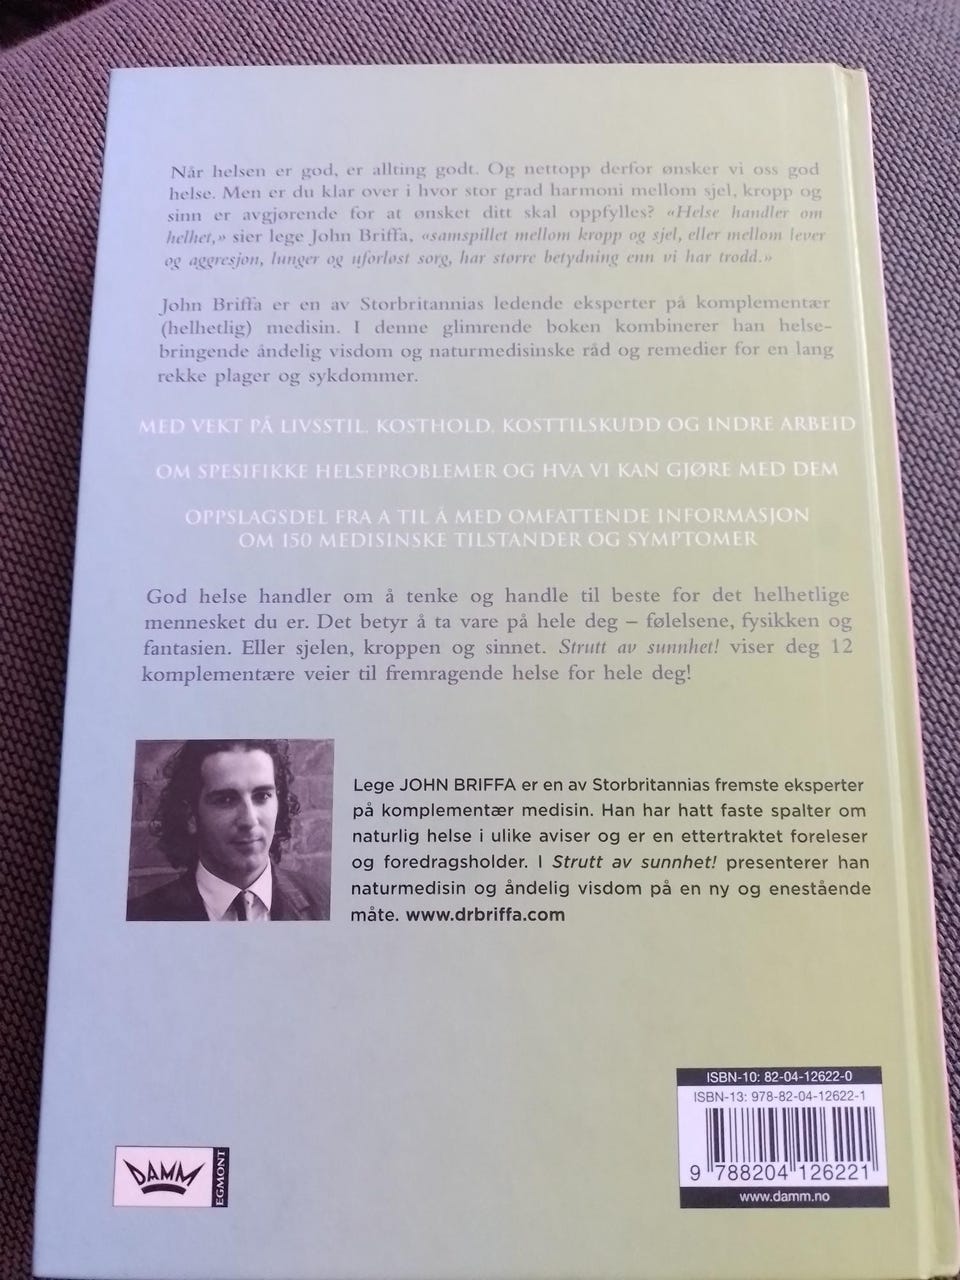 Når helsen er god, er allting godt. Og nettopp derfor ønsker vi oss god
helse. Men er du klar over i hvor stor grad harmoni mellom sjel, kropp og
sinn er avgjørende for at ønsket ditt skal oppfylles? «Helse handler om
helhet,» sier lege John Briffa, «samspillet mellom kropp og sjel, eller mellom lever
og aggresjon, lunger og uforløst sorg, har større betydning enn vi har trodd.»
John Briffa er en av Storbritannias ledende eksperter på komplementær
(helhetlig) medisin. I denne glimrende boken kombinerer han helse-
bringende åndelig visdom og naturmedisinske råd og remedier for en lang
rekke plager og sykdommer.
MED VEKT PÅ LIVSSTIL, KOSTHOLD, KOSTTILSKUDD OG INDRE ARBEID
OM SPESIFIKKE HELSEPROBLEMER OG HVA VI KAN GJØRE MED DEM
OPPSLAGSDEL FRA A TIL Å MED OMFATTENDE INFORMASJON
OM 150 MEDISINSKE TILSTANDER OG SYMPTOMER
God helse handler om å tenke og handle til beste for det helhetlige
mennesket du er. Det betyr å ta vare på hele deg – følelsene, fysikken og
fantasien. Eller sjelen, kroppen og sinnet. Strutt av sunnhet! viser deg 12
komplementære veier til fremragende helse for hele deg!
Lege JOHN BRIFFA er en av Storbritannias fremste eksperter
på komplementær medisin. Han har hatt faste spalter om
naturlig helse i ulike aviser og er en ettertraktet foreleser
og foredragsholder. I Strutt av sunnhet! presenterer han
naturmedisin og åndelig visdom på en ny og enestående
måte. www.drbriffa.com
ISBN-10: 82-04-12622-0
ISBN-13: 978-82-04-12622-1
9 788204 126221
www.damm.no
DAMM
EGMONT